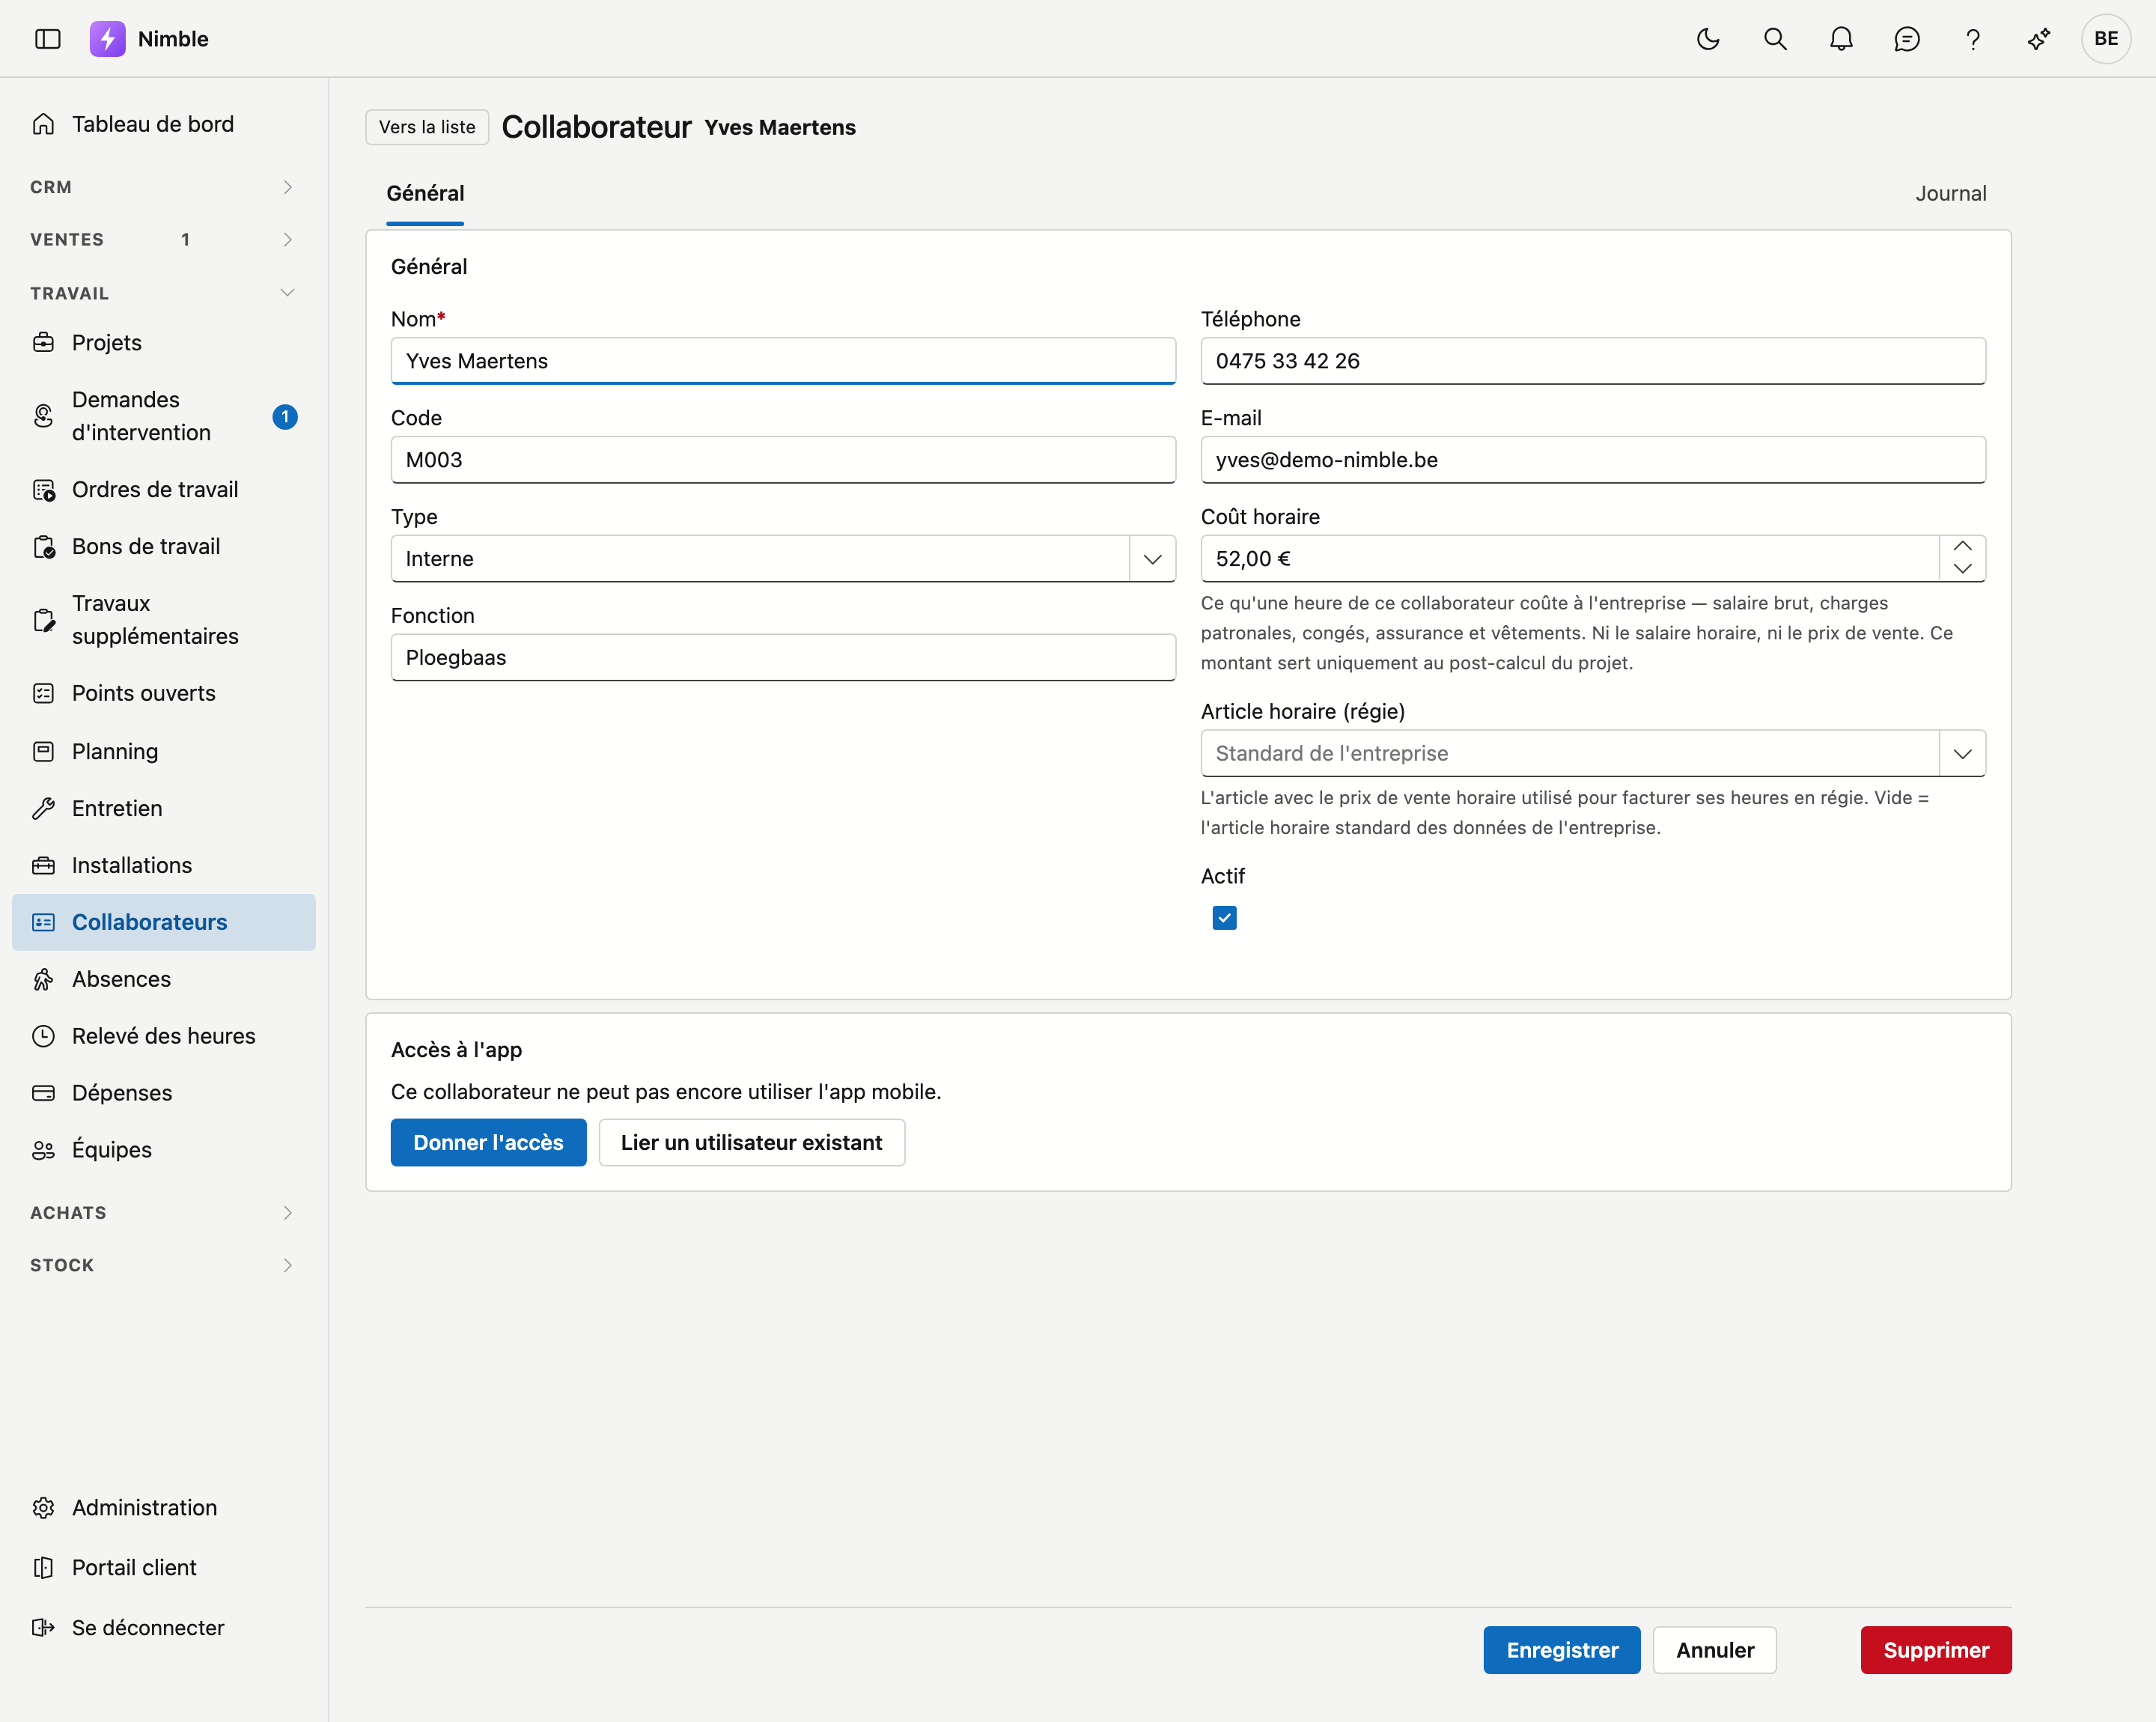 Nimble
BE
Tableau de bord
CRM
VENTES 1
TRAVAIL
Projets
Demandes
d'intervention
1
Ordres de travail
Bons de travail
Travaux
supplémentaires
Points ouverts
Planning
Entretien
Installations
Collaborateurs
Absences
Relevé des heures
Dépenses
Équipes
ACHATS
STOCK
Administration
Portail client
Se déconnecter
Vers la liste Collaborateur Yves Maertens
Général Journal
Général
Nom*
Yves Maertens
Code
M003
Type
Interne
Fonction
Ploegbaas
Téléphone
0475 33 42 26
E-mail
yves@demo-nimble.be
Coût horaire
52,00 €
Ce qu'une heure de ce collaborateur coûte à l'entreprise — salaire brut, charges
patronales, congés, assurance et vêtements. Ni le salaire horaire, ni le prix de vente. Ce
montant sert uniquement au post-calcul du projet.
Article horaire (régie)
Standard de l'entreprise
L'article avec le prix de vente horaire utilisé pour facturer ses heures en régie. Vide =
l'article horaire standard des données de l'entreprise.
Actif
Accès à l'app
Ce collaborateur ne peut pas encore utiliser l'app mobile.
Donner l'accès Lier un utilisateur existant
Enregistrer Annuler Supprimer